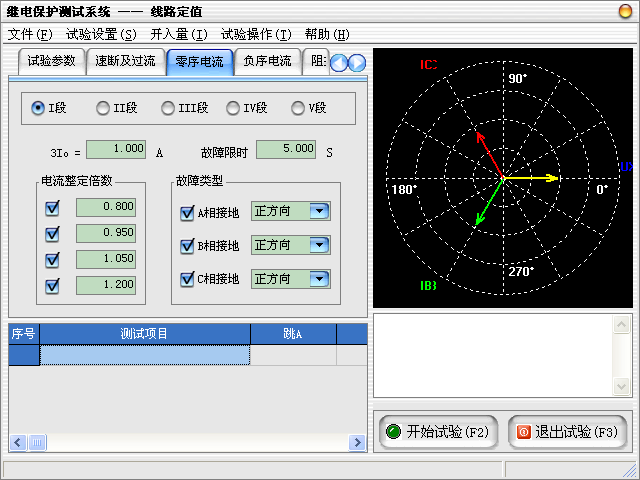 继电保护测试系统 —— 线路定值
文件(F) 试验设置(S) 开入量(I) 试验操作(T) 帮助(H)
试验参数 速断及过流 零序电流 负序电流
I段 II段 III段 IV段 V段
3I₀ = 1.000 A 故障限时 5.000 S
电流整定倍数
0.800
0.950
1.050
1.200
故障类型
A相接地 正方向
B相接地 正方向
C相接地 正方向
序号 测试项目 跳A
IC
90°
180°
0°
270°
IB
开始试验(F2) 退出试验(F3)